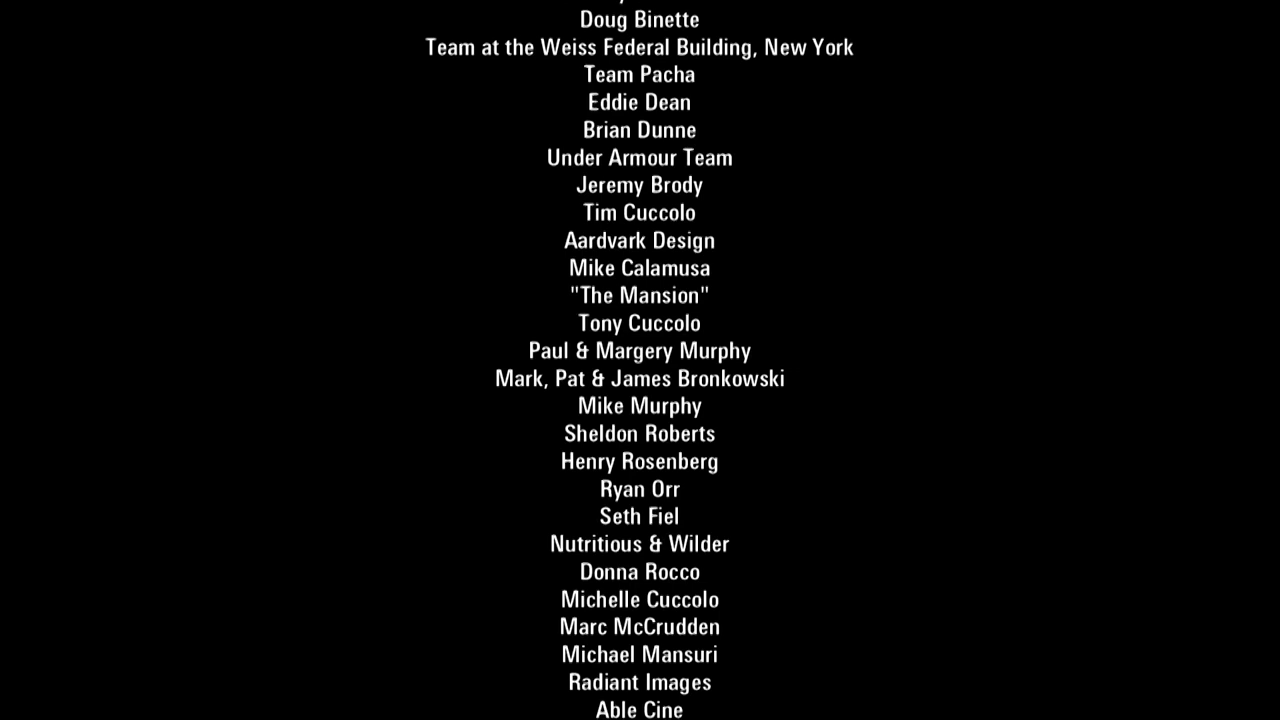 Doug Binette
Team at the Weiss Federal Building, New York
Team Pacha
Eddie Dean
Brian Dunne
Under Armour Team
Jeremy Brody
Tim Cuccolo
Aardvark Design
Mike Calamusa
"The Mansion"
Tony Cuccolo
Paul & Margery Murphy
Mark, Pat & James Bronkowski
Mike Murphy
Sheldon Roberts
Henry Rosenberg
Ryan Orr
Seth Fiel
Nutritious & Wilder
Donna Rocco
Michelle Cuccolo
Marc McCrudden
Michael Mansuri
Radiant Images
Able Cine